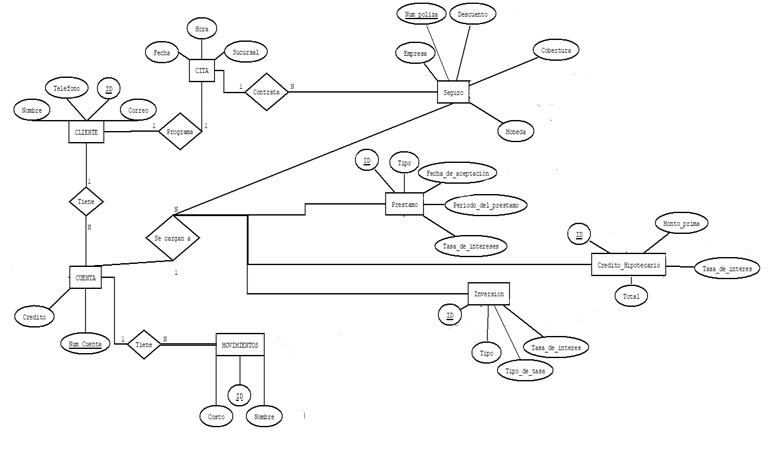 Num_poliza
Descuento
Hora
Fecha
Sucursal
Empresa
Cobertura
CITA
1
Contrata
N
Seguro
Telefono
ID
Nombre
Correo
CLIENTE
1
Programa
1
Moneda
ID
Tipo
Fecha_de_aceptación
1
Tiene
N
Prestamo
Periodo_del_prestamo
N
Se cargan a
1
Tasa_de_intereses
Monto_prima
ID
Credito_Hipotecario
Tasa_de_interes
Total
CUENTA
Inversion
Credito
ID
Num_Cuenta
1
Tiene
N
MOVIMIENTOS
Tipo
Tasa_de_interes
Tipo_de_tasa
ID
Costo
Nombre